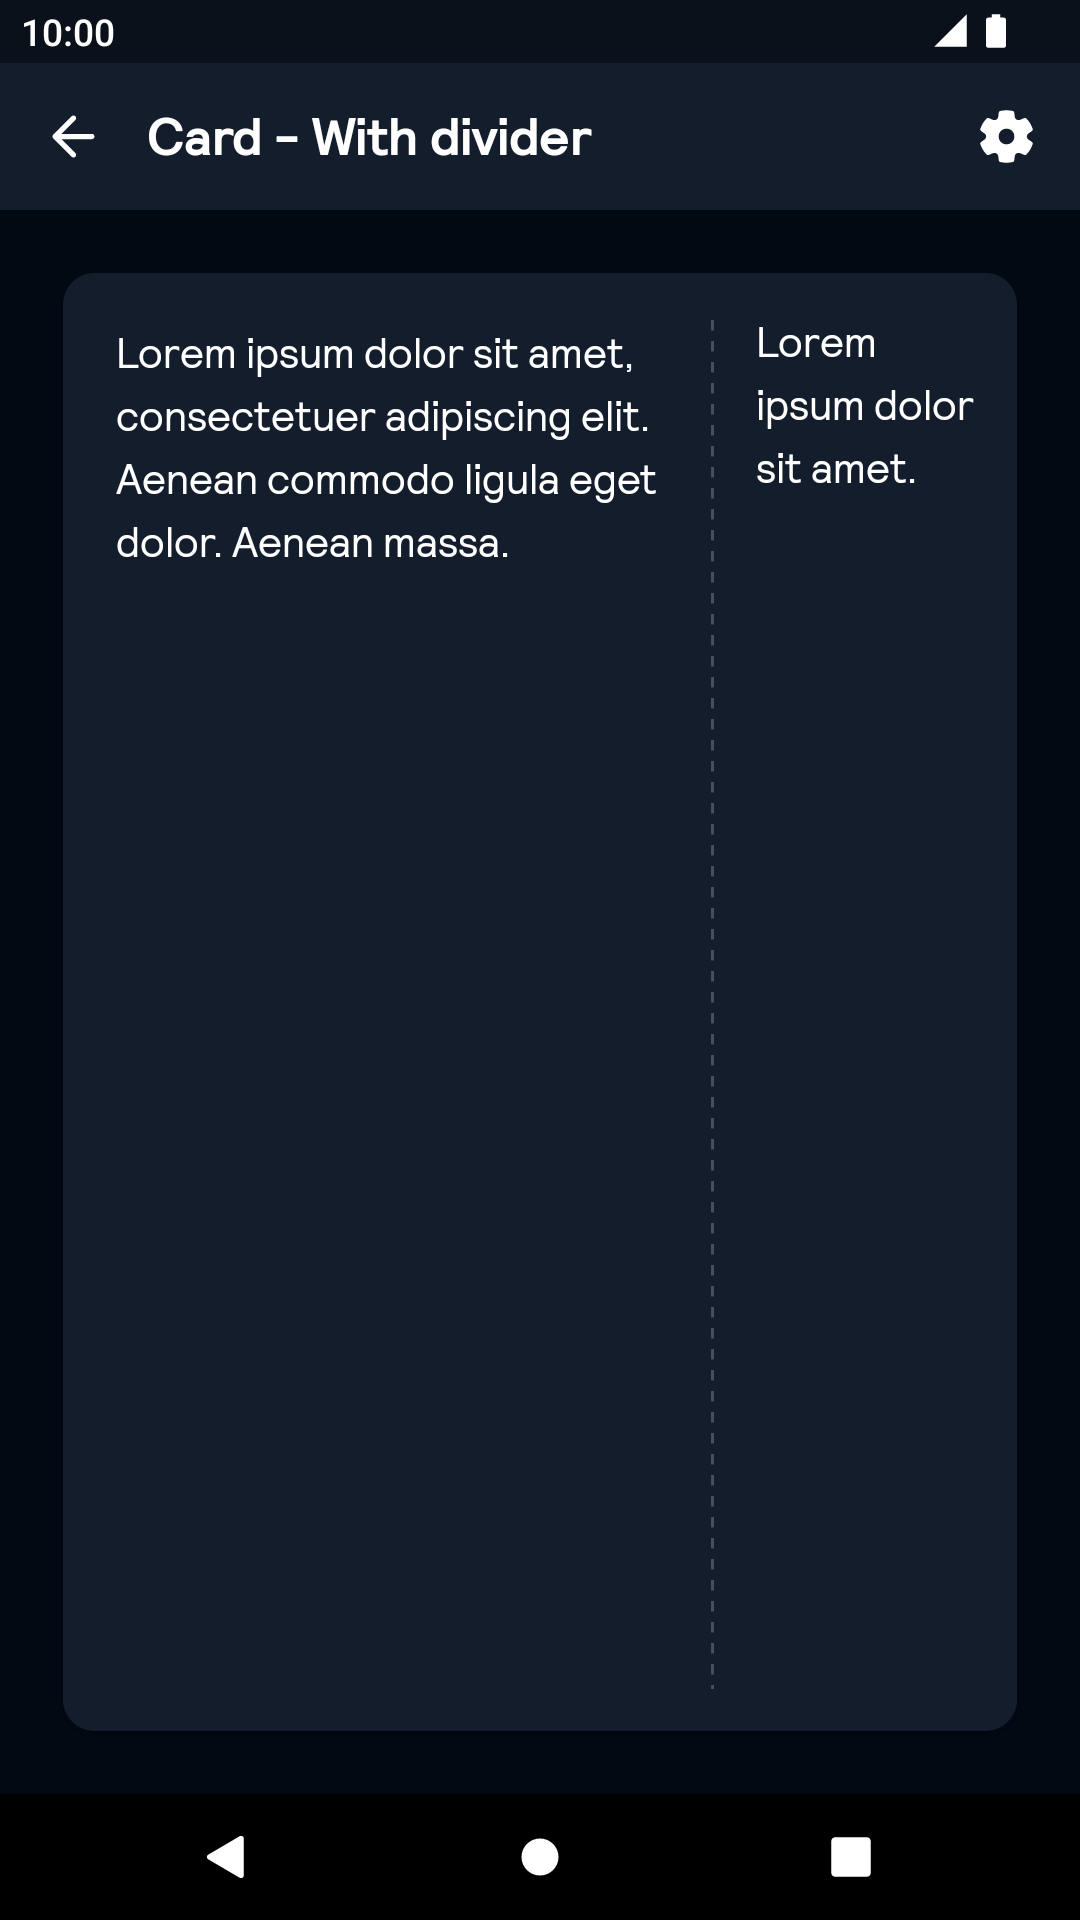 10:00
Card - With divider
Lorem ipsum dolor sit amet,
consectetuer adipiscing elit.
Aenean commodo ligula eget
dolor. Aenean massa.
Lorem
ipsum dolor
sit amet.